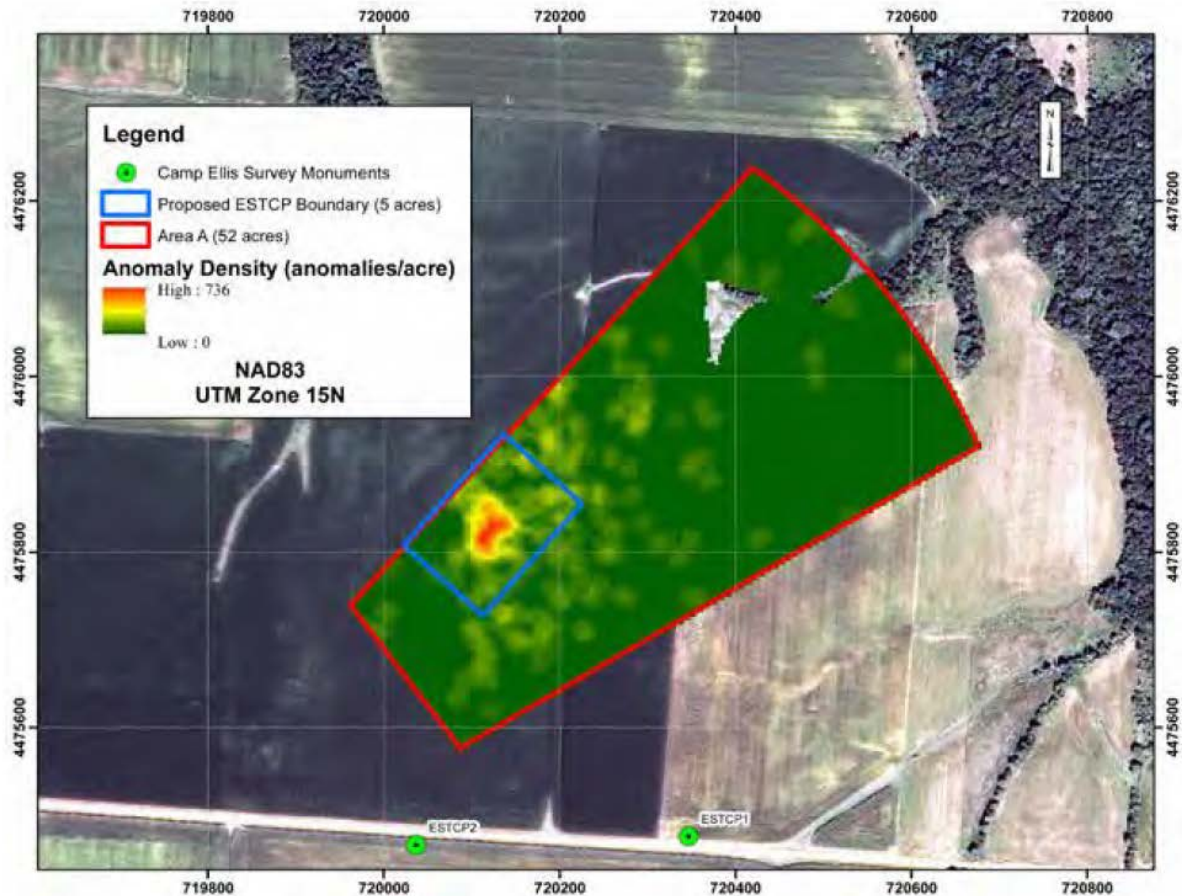 719800 720000 720200 720400 720600 720800
Legend
Camp Ellis Survey Monuments
Proposed ESTCP Boundary (5 acres)
Area A (52 acres)
Anomaly Density (anomalies/acre)
High : 736
Low : 0
NAD83
UTM Zone 15N
N
4476200 4476200
4476000 4476000
4475800 4475800
4475600 4475600
ESTCP2
ESTCP1
719800 720000 720200 720400 720600 720800